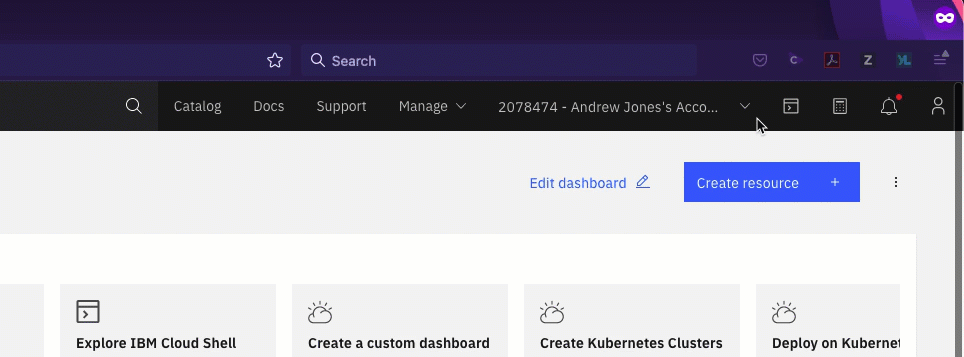 Search
C
Z
YL
Catalog
Docs
Support
Manage
2078474 - Andrew Jones's Acco...
Edit dashboard
Create resource +
Explore IBM Cloud Shell
Create a custom dashboard
Create Kubernetes Clusters
Deploy on Kubernet